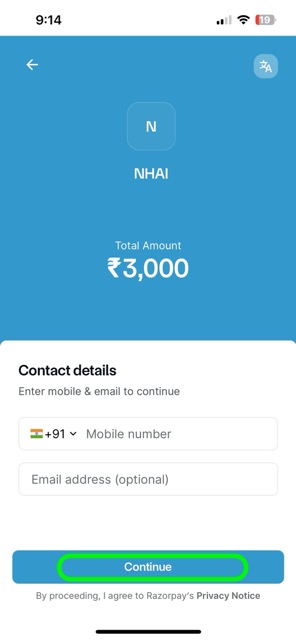 9:14
19
N
NHAI
Total Amount
₹3,000
Contact details
Enter mobile & email to continue
+91 Mobile number
Email address (optional)
Continue
By proceeding, I agree to Razorpay's Privacy Notice